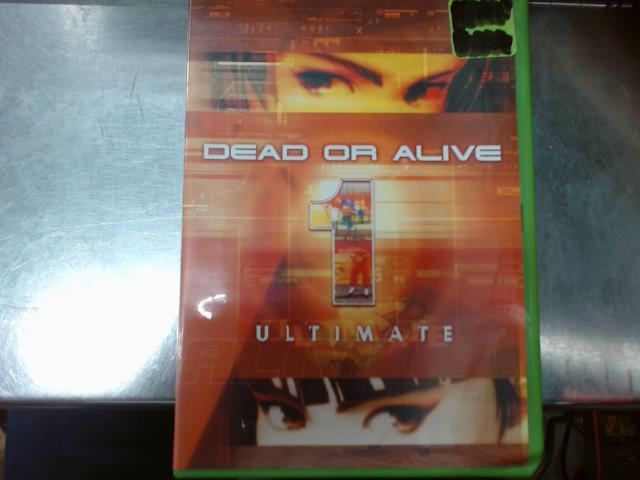 DEAD OR ALIVE
1
ULTIMATE